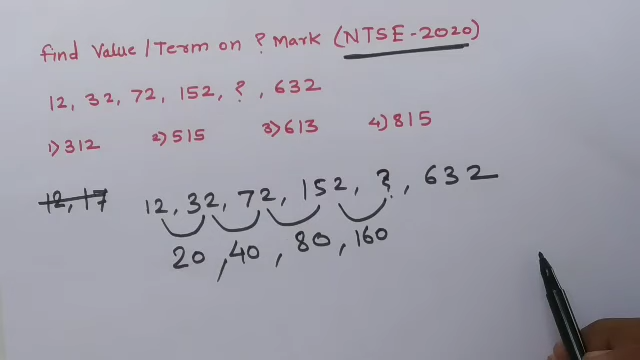 find Value/Term on ? Mark (NTSE-2020)
12, 32, 72, 152, ?, 632
1) 312 2) 515 3) 613 4) 815
12, 17 12, 32, 72, 152, ?, 632
20, 40, 80, 160